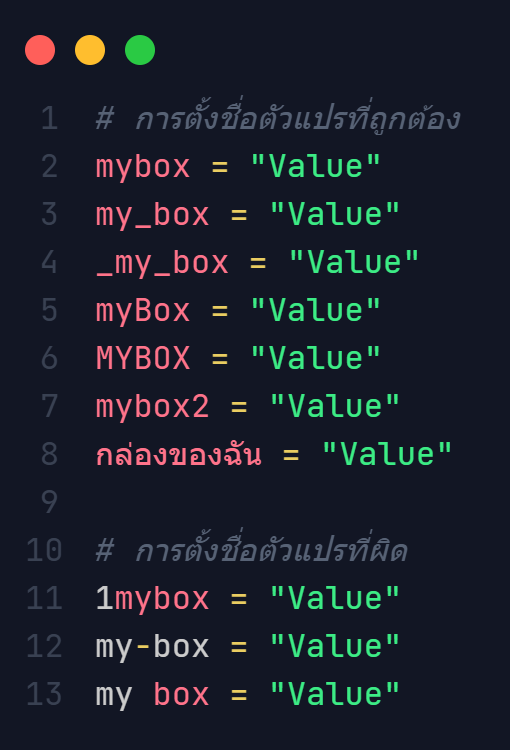 1 # การตั้งชื่อตัวแปรที่ถูกต้อง
2 mybox = "Value"
3 my_box = "Value"
4 _my_box = "Value"
5 myBox = "Value"
6 MYBOX = "Value"
7 mybox2 = "Value"
8 กล่องของฉัน = "Value"
9
10 # การตั้งชื่อตัวแปรที่ผิด
11 1mybox = "Value"
12 my-box = "Value"
13 my box = "Value"